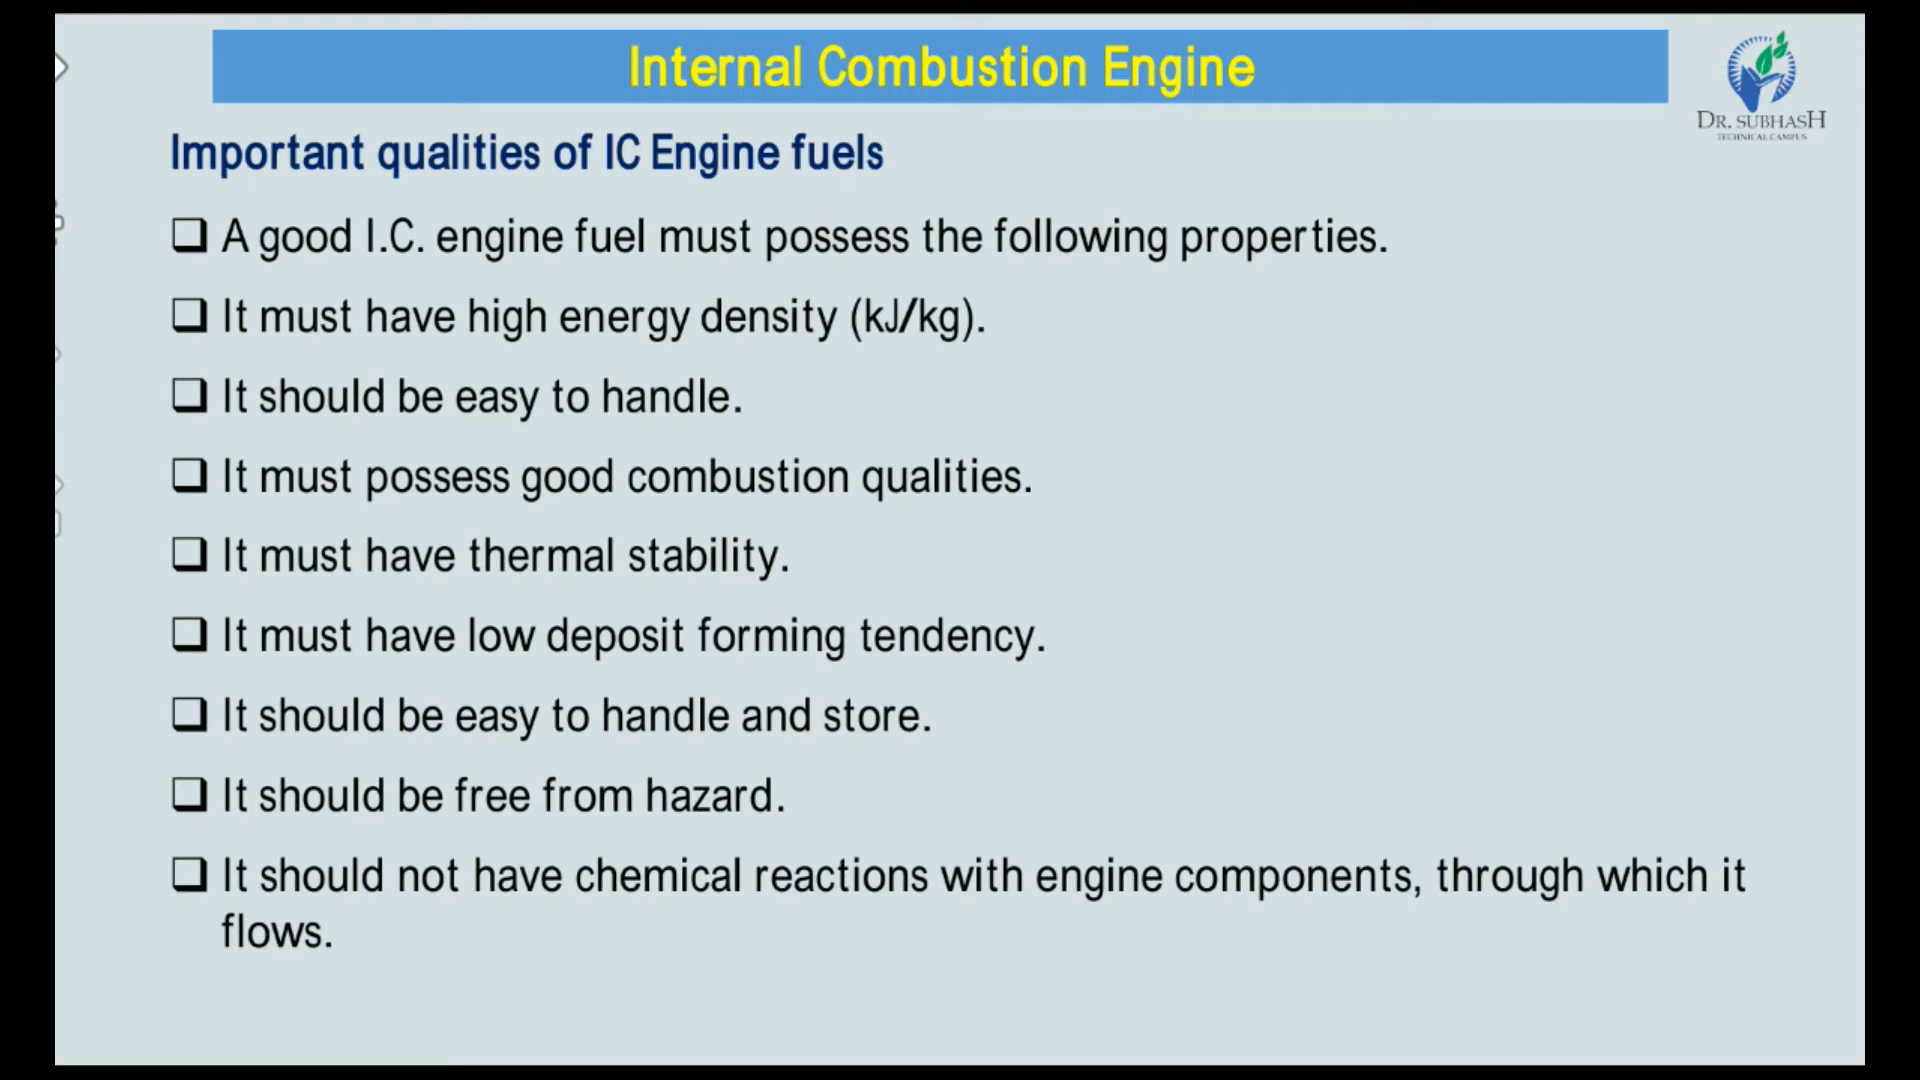 Internal Combustion Engine
DR. SUBHASH
TECHNICAL CAMPUS
Important qualities of IC Engine fuels
A good I.C. engine fuel must possess the following properties.
It must have high energy density (kJ/kg).
It should be easy to handle.
It must possess good combustion qualities.
It must have thermal stability.
It must have low deposit forming tendency.
It should be easy to handle and store.
It should be free from hazard.
It should not have chemical reactions with engine components, through which it
flows.